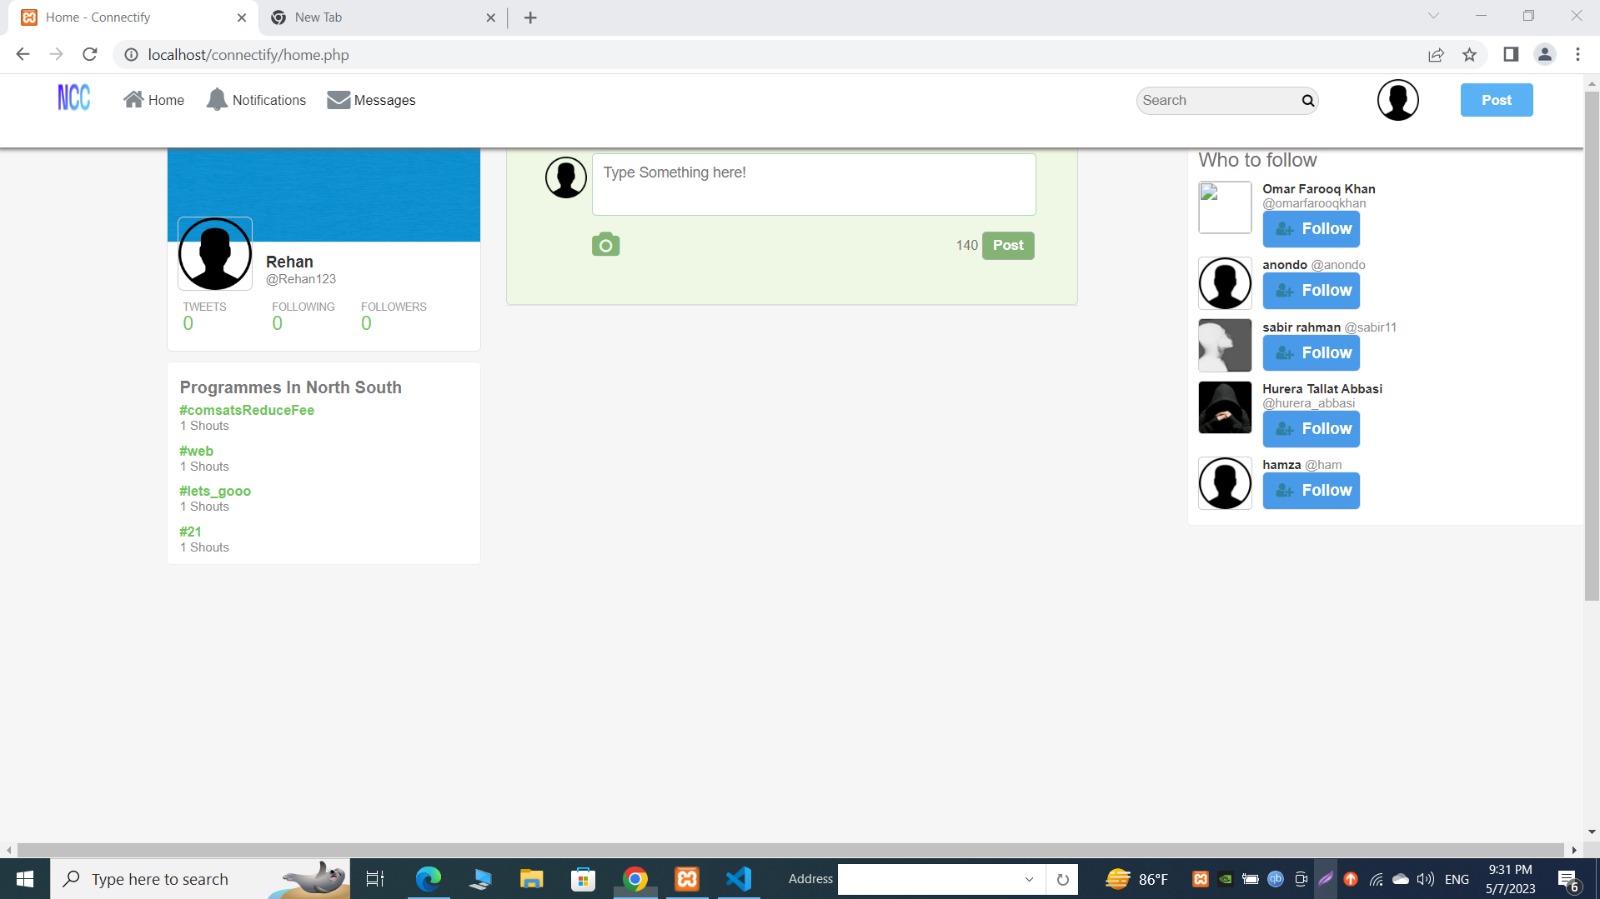 Home - Connectify
New Tab
localhost/connectify/home.php
NCC
Home
Notifications
Messages
Search
Post
Rehan
@Rehan123
TWEETS FOLLOWING FOLLOWERS
0 0 0
Programmes In North South
#comsatsReduceFee
1 Shouts
#web
1 Shouts
#lets_gooo
1 Shouts
#21
1 Shouts
Type Something here!
140 Post
Who to follow
Omar Farooq Khan
@omarfarooqkhan
Follow
anondo @anondo
Follow
sabir rahman @sabir11
Follow
Hurera Tallat Abbasi
@hurera_abbasi
Follow
hamza @ham
Follow
Type here to search
Address
86°F
qb
ENG
9:31 PM
5/7/2023
6